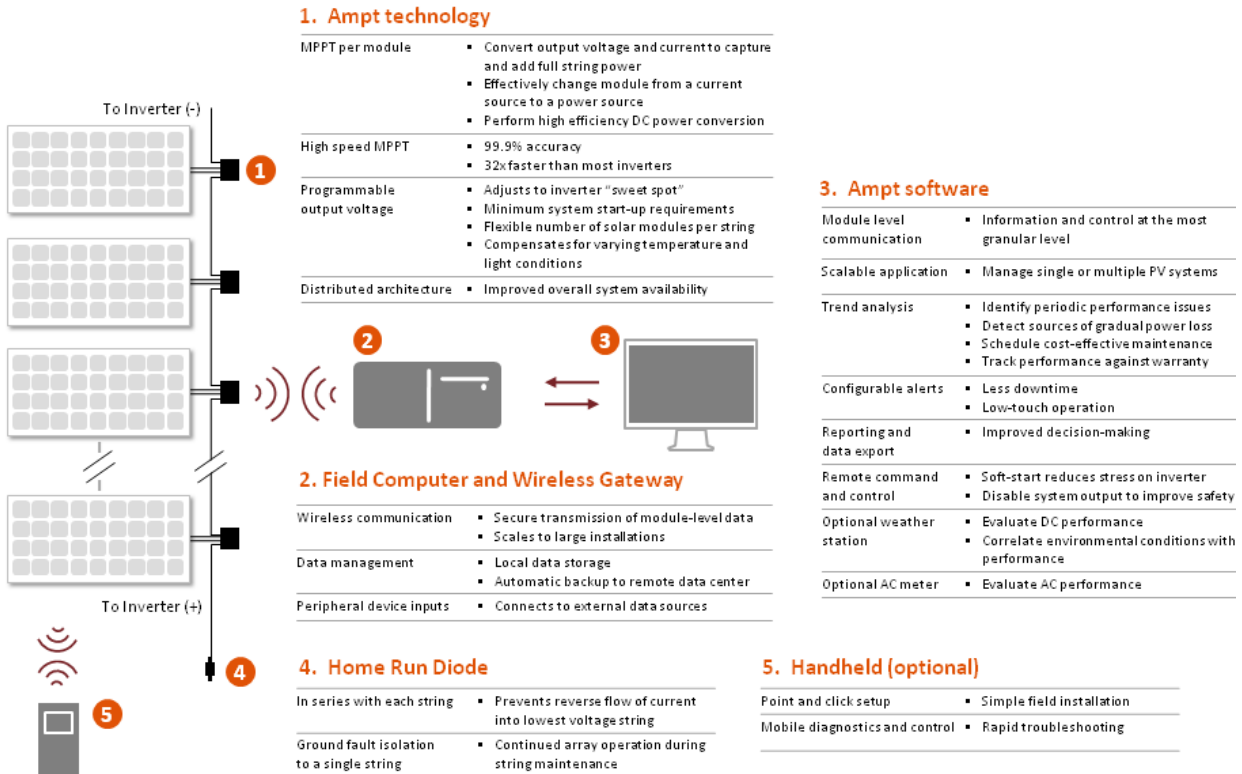 1. Ampt technology
MPPT per module
▪ Convert output voltage and current to capture
and add full string power
▪ Effectively change module from a current
source to a power source
▪ Perform high efficiency DC power conversion
High speed MPPT
▪ 99.9% accuracy
▪ 32x faster than most inverters
Programmable
output voltage
▪ Adjusts to inverter “sweet spot”
▪ Minimum system start-up requirements
▪ Flexible number of solar modules per string
▪ Compensates for varying temperature and
light conditions
Distributed architecture
▪ Improved overall system availability
To Inverter (-)
1
2
3
To Inverter (+)
4
5
2. Field Computer and Wireless Gateway
Wireless communication
▪ Secure transmission of module-level data
▪ Scales to large installations
Data management
▪ Local data storage
▪ Automatic backup to remote data center
Peripheral device inputs
▪ Connects to external data sources
3. Ampt software
Module level
communication
▪ Information and control at the most
granular level
Scalable application
▪ Manage single or multiple PV systems
Trend analysis
▪ Identify periodic performance issues
▪ Detect sources of gradual power loss
▪ Schedule cost-effective maintenance
▪ Track performance against warranty
Configurable alerts
▪ Less downtime
▪ Low-touch operation
Reporting and
data export
▪ Improved decision-making
Remote command
and control
▪ Soft-start reduces stress on inverter
▪ Disable system output to improve safety
Optional weather
station
▪ Evaluate DC performance
▪ Correlate environmental conditions with
performance
Optional AC meter
▪ Evaluate AC performance
4. Home Run Diode
In series with each string
▪ Prevents reverse flow of current
into lowest voltage string
Ground fault isolation
to a single string
▪ Continued array operation during
string maintenance
5. Handheld (optional)
Point and click setup
▪ Simple field installation
Mobile diagnostics and control
▪ Rapid troubleshooting